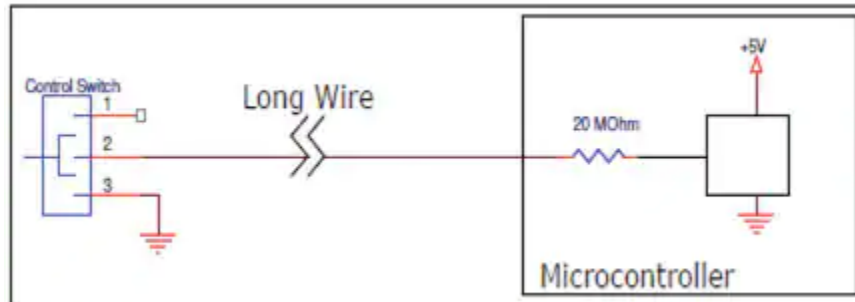 +5V
Control Switch
1
Long Wire
20 MOhm
2
3
Microcontroller